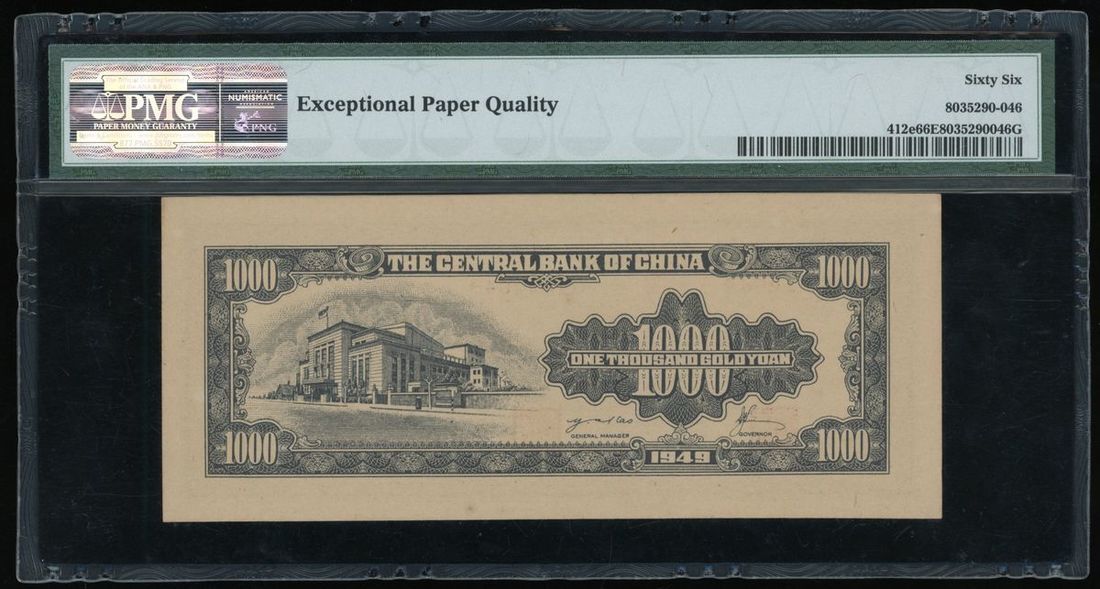 PMG
PAPER MONEY GUARANTY
NUMISMATIC
PNG
Exceptional Paper Quality
Sixty Six
8035290-046
412e66E8035290046G
1000
THE CENTRAL BANK OF CHINA
1000
1000
ONE THOUSAND GOLD YUAN
GENERAL MANAGER
GOVERNOR
1000
1949
1000